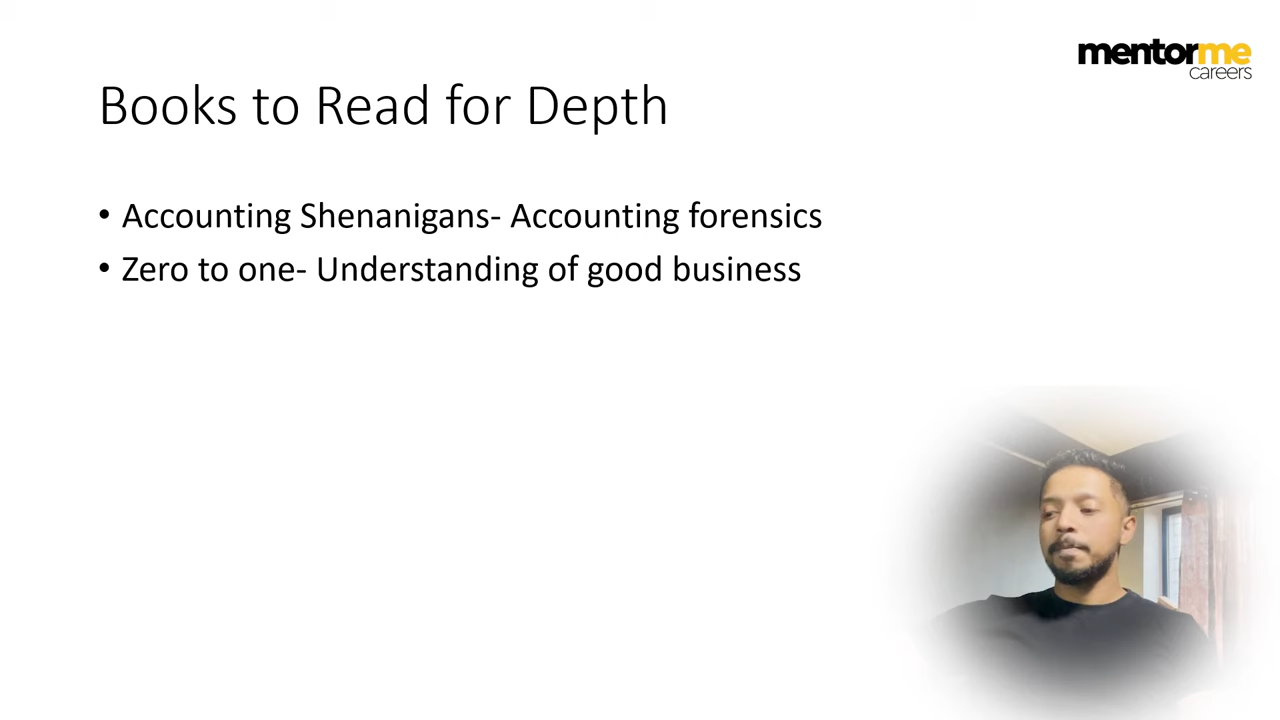 mentorme
careers
Books to Read for Depth
• Accounting Shenanigans- Accounting forensics
• Zero to one- Understanding of good business